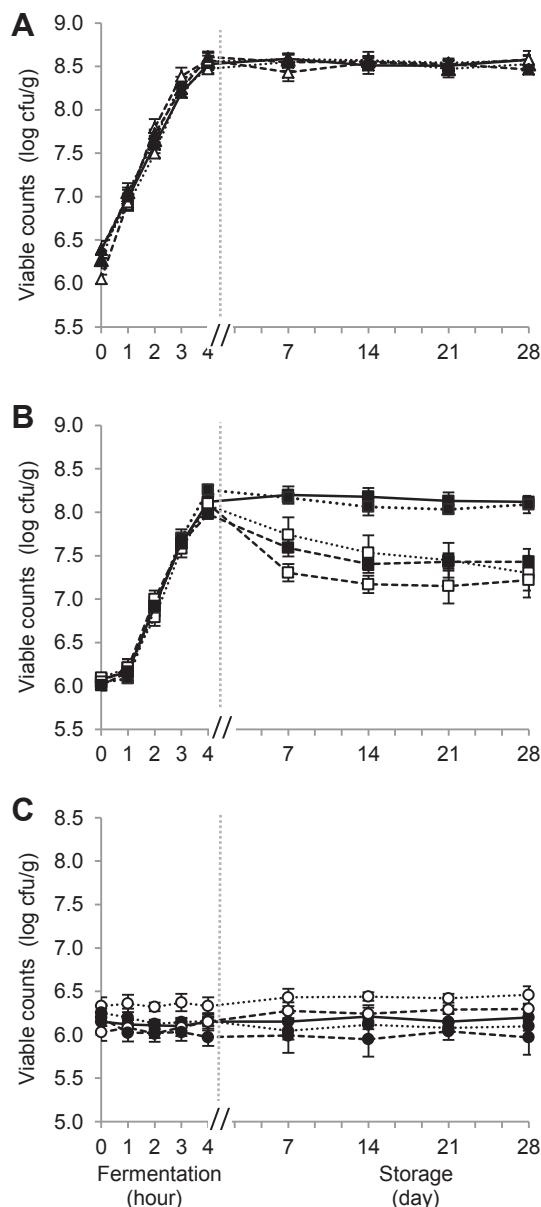 A
Viable counts (log cfu/g)
9.0
8.5
8.0
7.5
7.0
6.5
6.0
5.5
0 1 2 3 4 // 7 14 21 28
B
Viable counts (log cfu/g)
9.0
8.5
8.0
7.5
7.0
6.5
6.0
5.5
0 1 2 3 4 // 7 14 21 28
C
Viable counts (log cfu/g)
8.5
8.0
7.5
7.0
6.5
6.0
5.5
5.0
0 1 2 3 4 // 7 14 21 28
Fermentation Storage
(hour) (day)